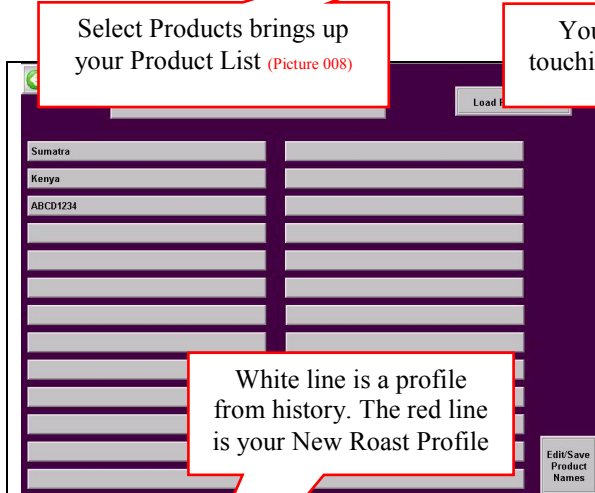 Select Products brings up
your Product List (Picture 008)
Load
Sumatra
Kenya
ABCD1234
White line is a profile
from history. The red line
is your New Roast Profile
Edit/Save
Product
Names